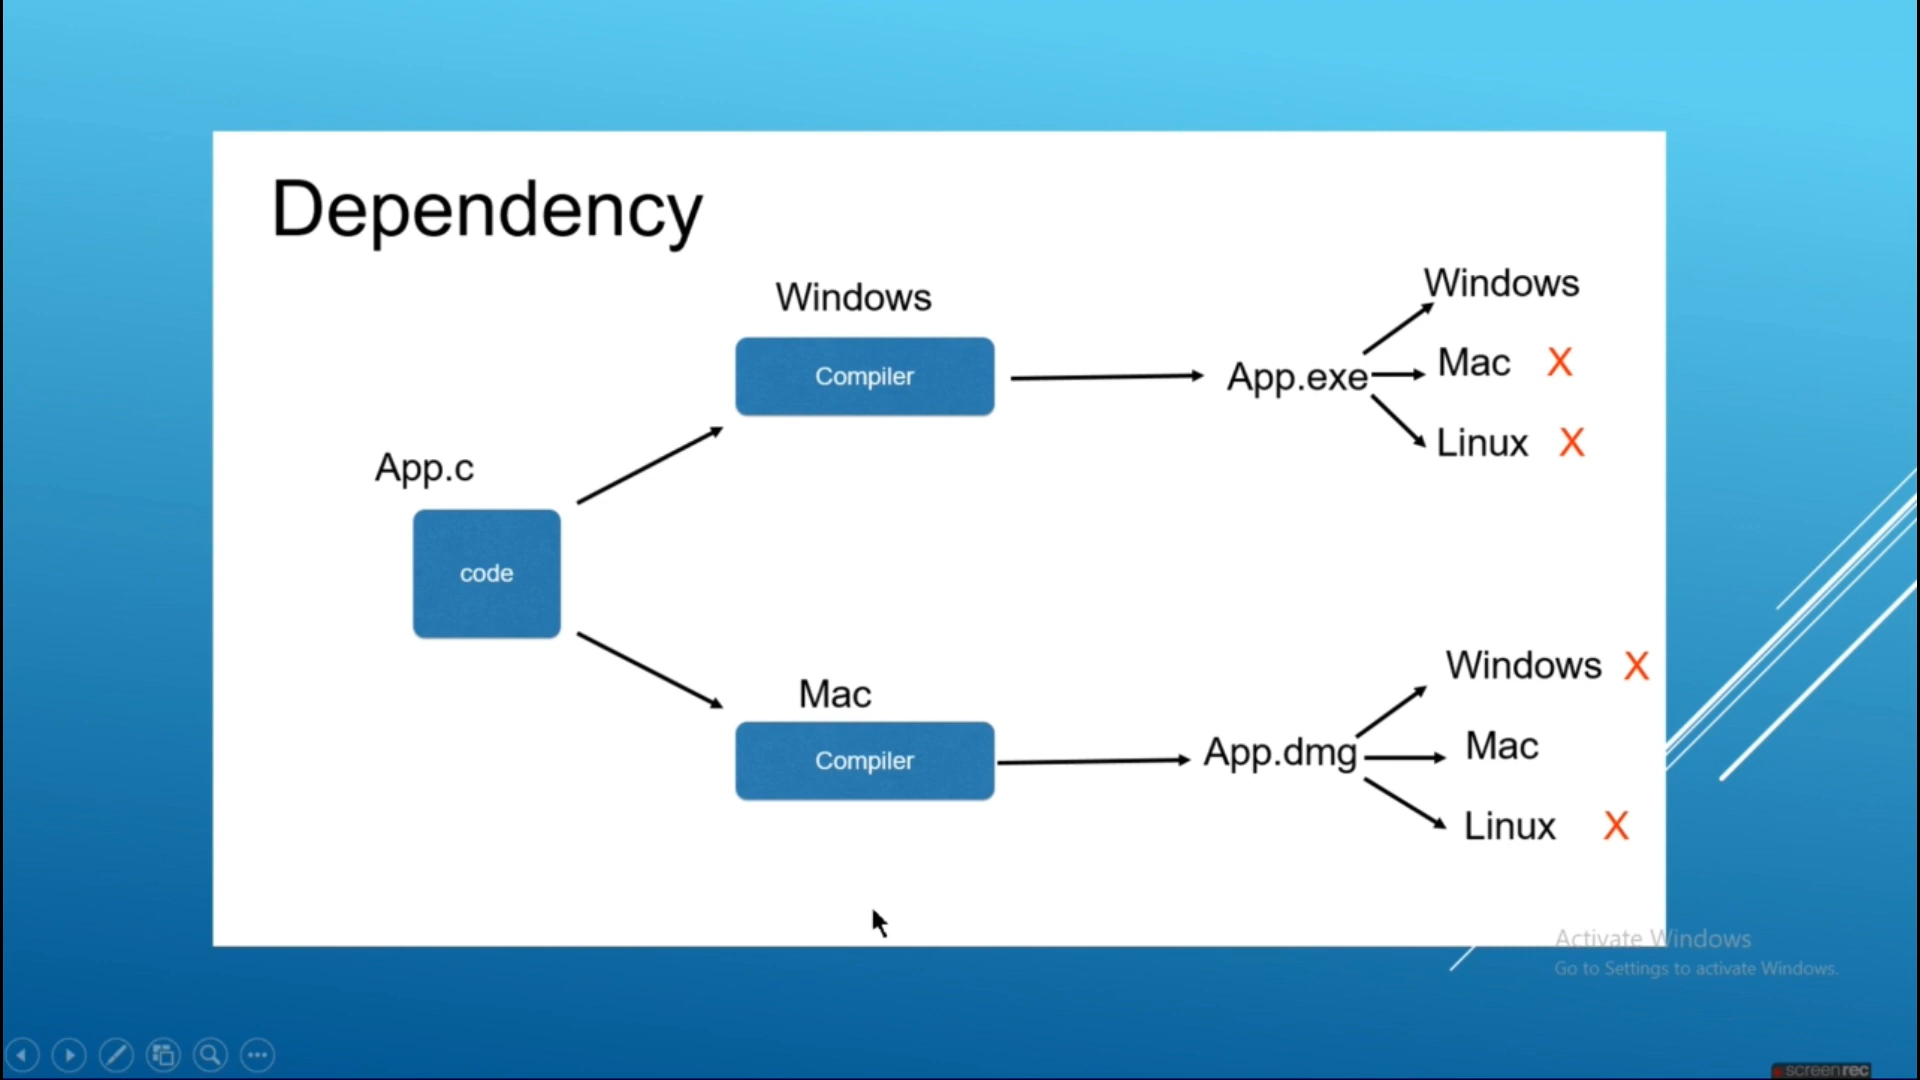 Dependency
Windows
Compiler
App.exe
Windows
Mac X
Linux X
App.c
code
Mac
Compiler
App.dmg
Windows X
Mac
Linux X
Activate Windows
Go to Settings to activate Windows.
screenrec